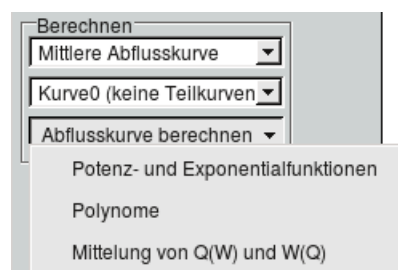 Berechnen
Mittlere Abflusskurve
Kurve0 (keine Teilkurven
Abflusskurve berechnen
Potenz- und Exponentialfunktionen
Polynome
Mittelung von Q(W) und W(Q)